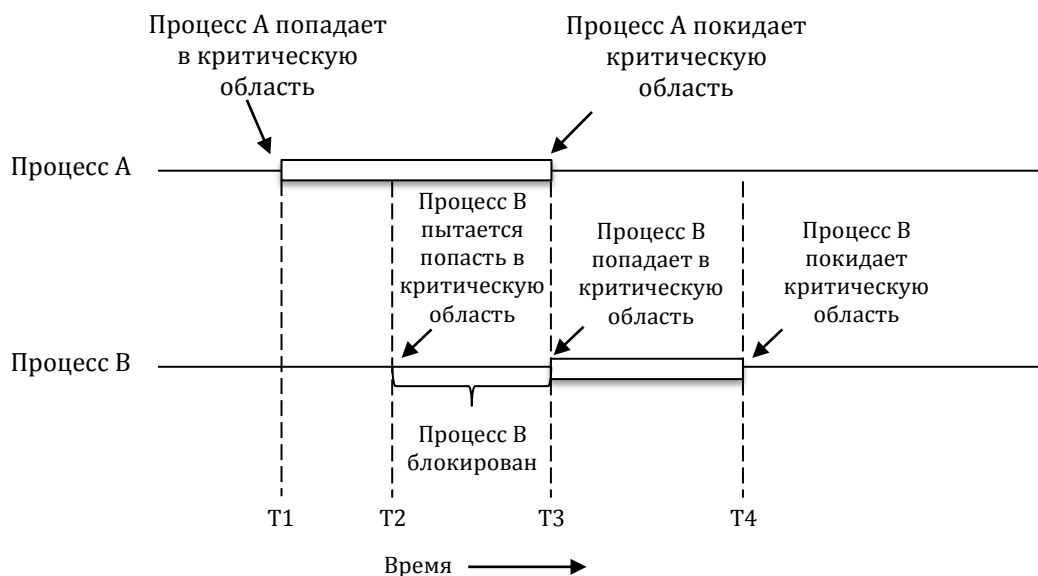 Процесс A попадает
в критическую
область
Процесс A покидает
критическую
область
Процесс A
Процесс B
пытается
попасть в
критическую
область
Процесс B
попадает в
критическую
область
Процесс B
покидает
критическую
область
Процесс B
Процесс B
блокирован
T1
T2
T3
T4
Время